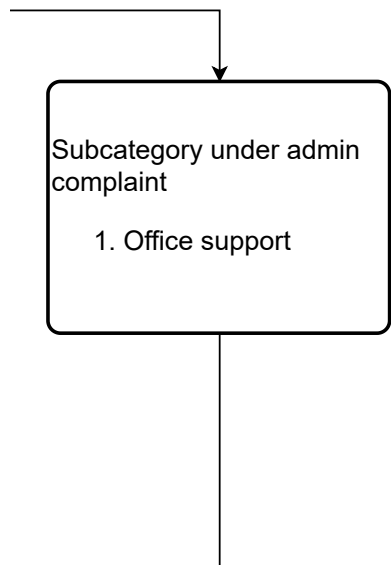 Subcategory under admin
complaint
1. Office support